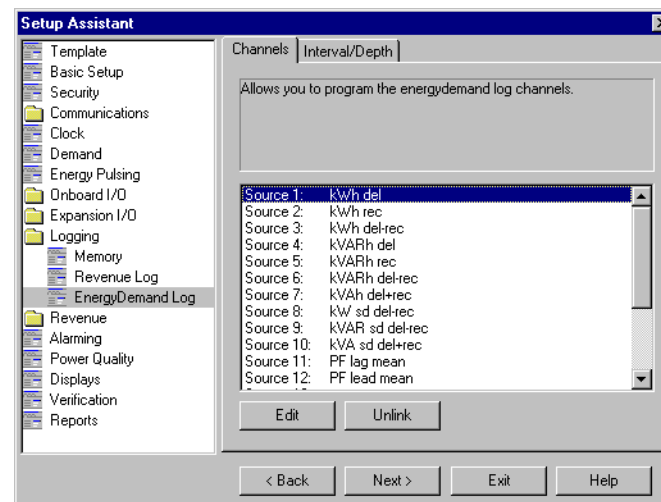 Setup Assistant
Template
Basic Setup
Security
Communications
Clock
Demand
Energy Pulsing
Onboard I/O
Expansion I/O
Logging
Memory
Revenue Log
EnergyDemand Log
Revenue
Alarming
Power Quality
Displays
Verification
Reports
Channels Interval/Depth
Allows you to program the energydemand log channels.
Source 1: kWh del
Source 2: kWh rec
Source 3: kWh del-rec
Source 4: kVARh del
Source 5: kVARh rec
Source 6: kVARh del-rec
Source 7: kVAh del+rec
Source 8: kW sd del-rec
Source 9: kVAR sd del-rec
Source 10: kVA sd del+rec
Source 11: PF lag mean
Source 12: PF lead mean
Edit Unlink
< Back Next > Exit Help